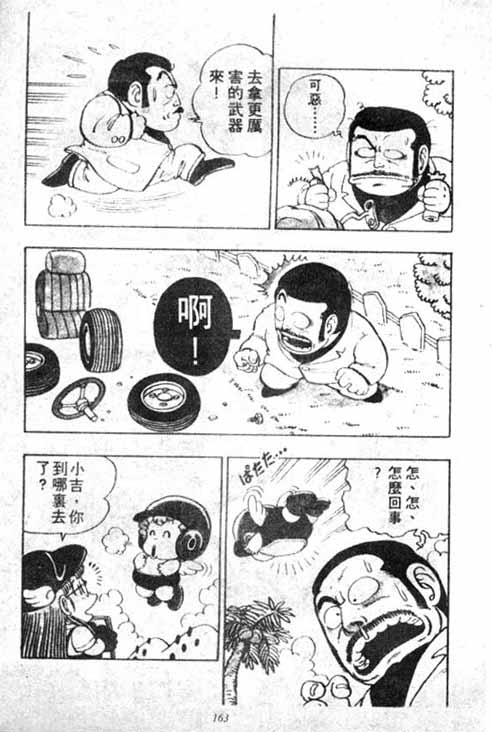 可惡……
去拿更厲
害的武器
來！
啊！
怎、怎、
怎麼回事
？
ぱたた…
小吉，你
到哪裏去
了？
163